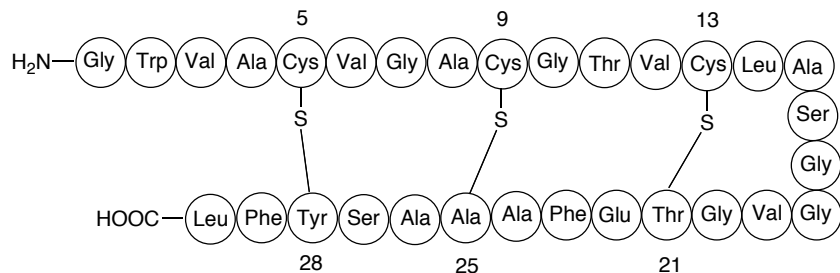 5 9 13
H2N Gly Trp Val Ala Cys Val Gly Ala Cys Gly Thr Val Cys Leu Ala
Ser
S S S
Gly
HOOC Leu Phe Tyr Ser Ala Ala Ala Phe Glu Thr Gly Val Gly
28 25 21